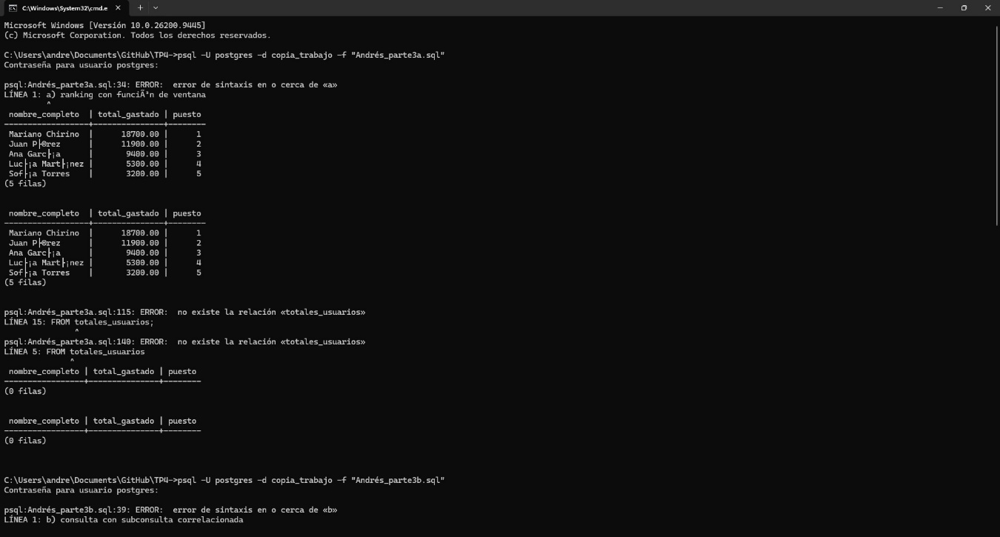 C:\Windows\System32\cmd.e
Microsoft Windows [Versión 10.0.26200.9445]
(c) Microsoft Corporation. Todos los derechos reservados.
C:\Users\andre\Documents\GitHub\TP4->psql -U postgres -d copia_trabajo -f "Andrés_parte3a.sql"
Contraseña para usuario postgres:
psql:Andrés_parte3a.sql:34: ERROR:  error de sintaxis en o cerca de «a»
LÍNEA 1: a) ranking con funciÃ³n de ventana
         ^
 nombre_completo  | total_gastado | puesto
------------------+---------------+--------
 Mariano Chirino  |      18700.00 |      1
 Juan P├®rez      |      11900.00 |      2
 Ana Garc├¡a      |       9400.00 |      3
 Luc├¡a Mart├¡nez |       5300.00 |      4
 Sof├¡a Torres    |       3200.00 |      5
(5 filas)
 nombre_completo  | total_gastado | puesto
------------------+---------------+--------
 Mariano Chirino  |      18700.00 |      1
 Juan P├®rez      |      11900.00 |      2
 Ana Garc├¡a      |       9400.00 |      3
 Luc├¡a Mart├¡nez |       5300.00 |      4
 Sof├¡a Torres    |       3200.00 |      5
(5 filas)
psql:Andrés_parte3a.sql:115: ERROR:  no existe la relación «totales_usuarios»
LÍNEA 15: FROM totales_usuarios;
               ^
psql:Andrés_parte3a.sql:140: ERROR:  no existe la relación «totales_usuarios»
LÍNEA 5: FROM totales_usuarios
              ^
 nombre_completo | total_gastado | puesto
-----------------+---------------+--------
(0 filas)
 nombre_completo | total_gastado | puesto
-----------------+---------------+--------
(0 filas)
C:\Users\andre\Documents\GitHub\TP4->psql -U postgres -d copia_trabajo -f "Andrés_parte3b.sql"
Contraseña para usuario postgres:
psql:Andrés_parte3b.sql:39: ERROR:  error de sintaxis en o cerca de «b»
LÍNEA 1: b) consulta con subconsulta correlacionada